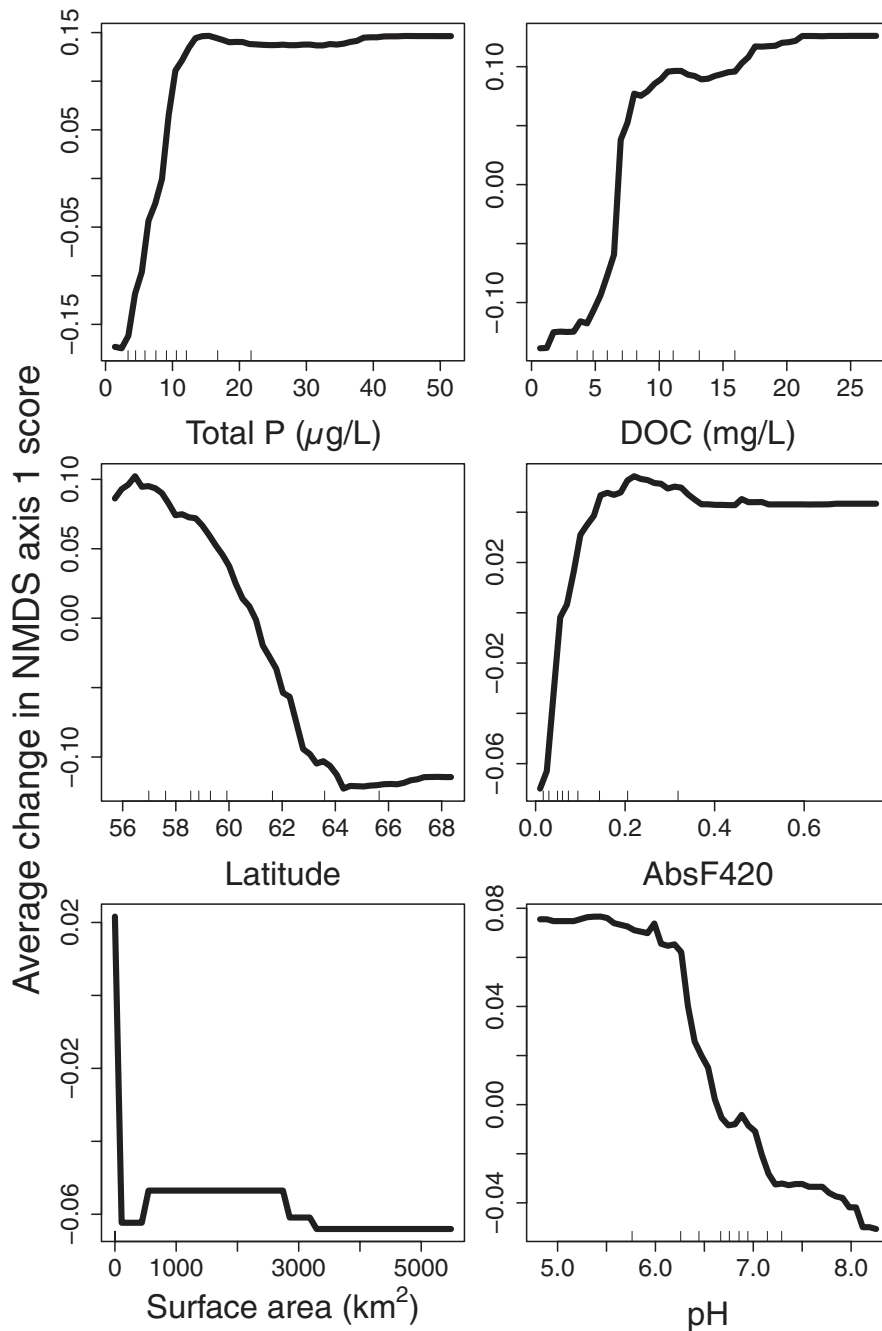 Average change in NMDS axis 1 score
0.15
0.05
−0.05
−0.15
0 10 20 30 40 50
Total P (µg/L)
0.10
0.00
−0.10
0 5 10 15 20 25
DOC (mg/L)
0.10
0.05
0.00
−0.10
56 58 60 62 64 66 68
Latitude
0.02
−0.02
−0.06
0.0 0.2 0.4 0.6
AbsF420
0.02
−0.02
−0.06
0 1000 3000 5000
Surface area (km²)
0.08
0.04
0.00
−0.04
5.0 6.0 7.0 8.0
pH